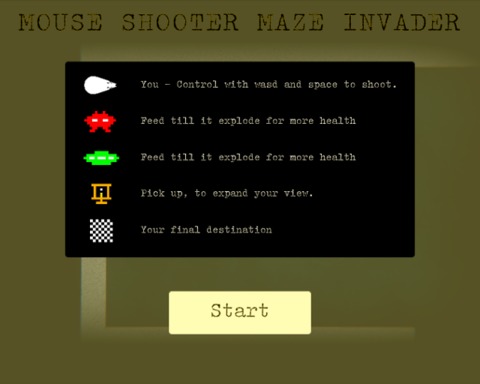 MOUSE SHOOTER MAZE INVADER
You - Control with wasd and space to shoot.
Feed till it explode for more health
Feed till it explode for more health
Pick up, to expand your view.
Your final destination
Start